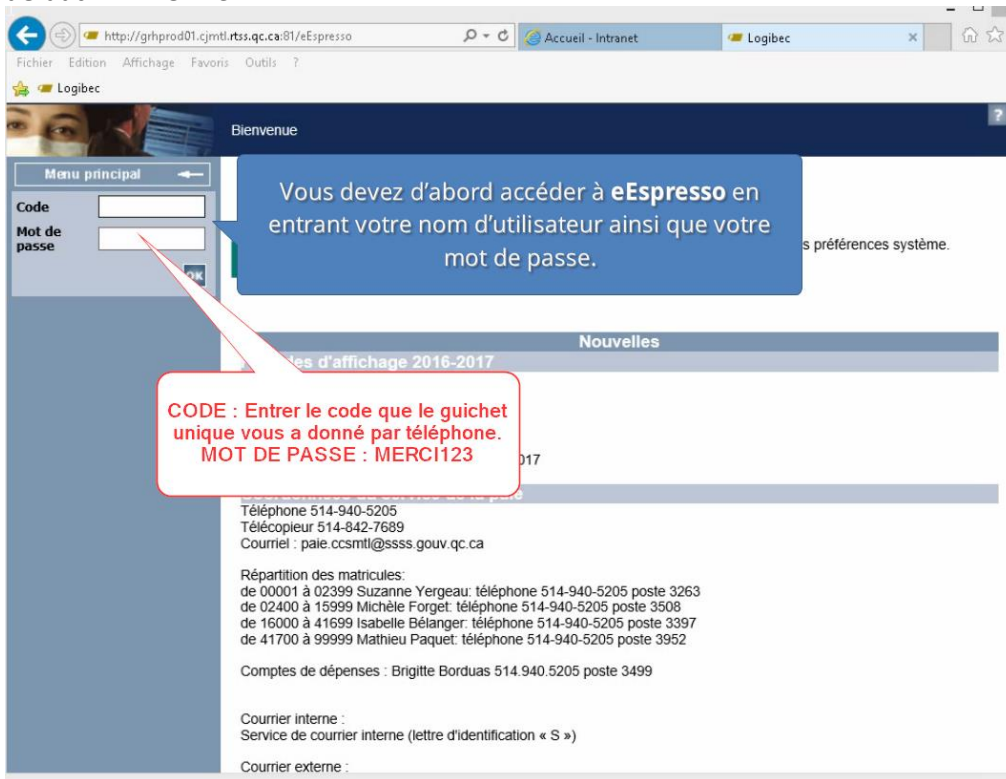 http://grhprod01.cjmtl.rtss.qc.ca:81/eEspresso
Accueil - Intranet
Logibec
Fichier Edition Affichage Favoris Outils ?
Logibec
Bienvenue
?
Menu principal
Code
Mot de
passe
OK
Vous devez d'abord accéder à eEspresso en
entrant votre nom d'utilisateur ainsi que votre
mot de passe.
s préférences système.
Nouvelles
es d'affichage 2016-2017
CODE : Entrer le code que le guichet
unique vous a donné par téléphone.
MOT DE PASSE : MERCI123
017
Téléphone 514-940-5205
Télécopieur 514-842-7689
Courriel : paie.ccsmtl@ssss.gouv.qc.ca
Répartition des matricules:
de 00001 à 02399 Suzanne Yergeau: téléphone 514-940-5205 poste 3263
de 02400 à 15999 Michèle Forget: téléphone 514-940-5205 poste 3508
de 16000 à 41699 Isabelle Bélanger: téléphone 514-940-5205 poste 3397
de 41700 à 99999 Mathieu Paquet: téléphone 514-940-5205 poste 3952
Comptes de dépenses : Brigitte Borduas 514.940.5205 poste 3499
Courrier interne :
Service de courrier interne (lettre d'identification « S »)
Courrier externe :